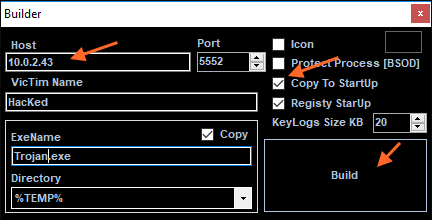 Builder
Host
Port
10.0.2.43
5552
VicTim Name
HacKed
Icon
Protect Process [BSOD]
Copy To StartUp
Registy StarUp
KeyLogs Size KB
20
ExeName
Copy
Trojan.exe
Directory
%TEMP%
Build